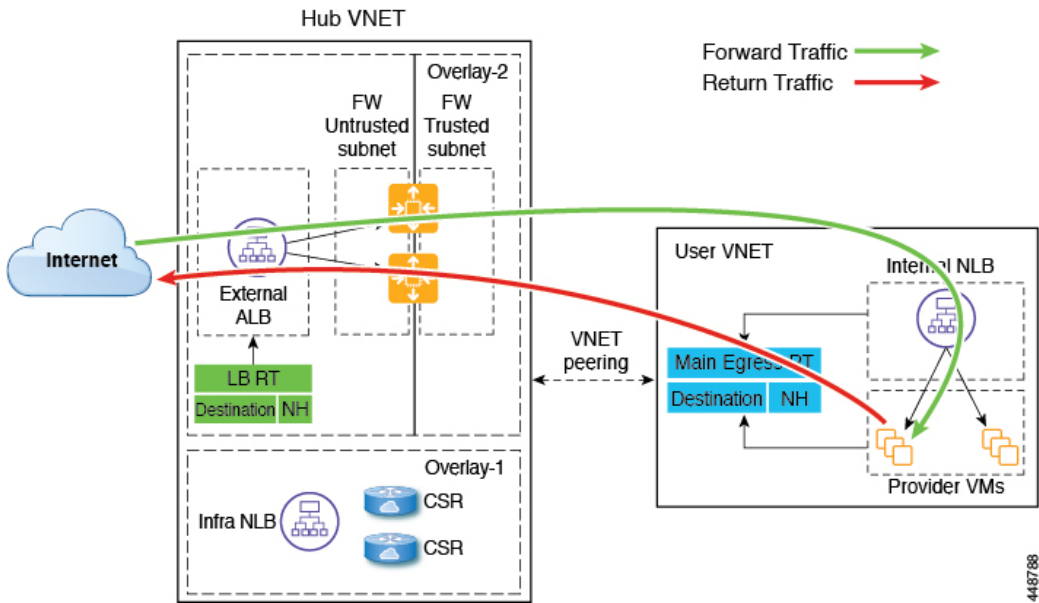 Hub VNET
Forward Traffic
Return Traffic
Overlay-2
FW
Untrusted
subnet
FW
Trusted
subnet
Internet
External
ALB
LB RT
Destination NH
User VNET
Internal NLB
VNET
peering
Main Egress RT
Destination NH
Provider VMs
Overlay-1
Infra NLB
CSR
CSR
448788